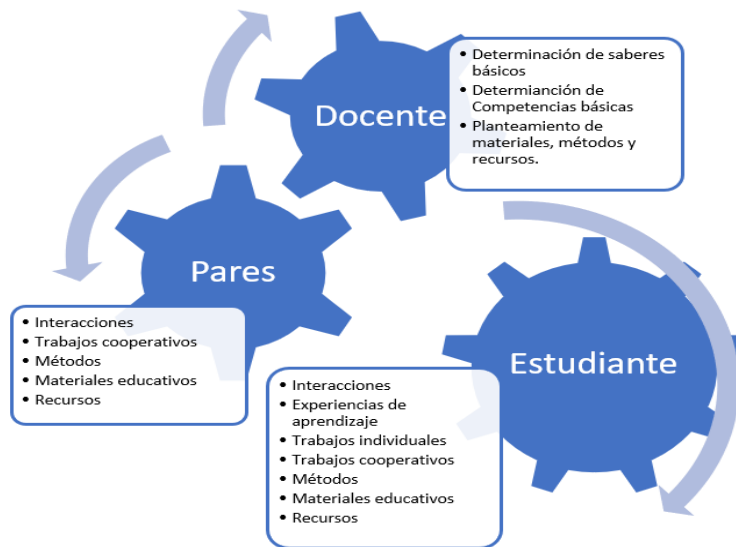 Docente
• Determinación de saberes
básicos
• Determianción de
Competencias básicas
• Planteamiento de
materiales, métodos y
recursos.
Pares
• Interacciones
• Trabajos cooperativos
• Métodos
• Materiales educativos
• Recursos
Estudiante
• Interacciones
• Experiencias de
aprendizaje
• Trabajos individuales
• Trabajos cooperativos
• Métodos
• Materiales educativos
• Recursos